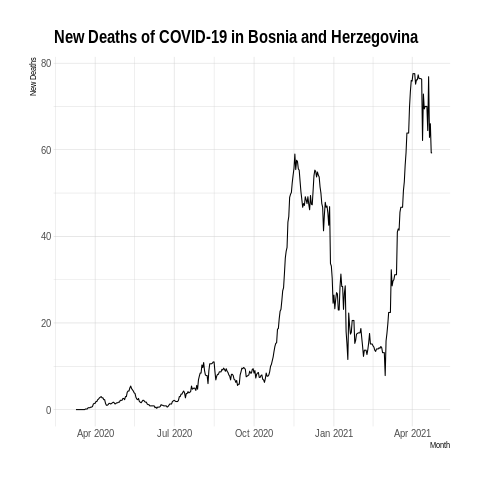 New Deaths of COVID-19 in Bosnia and Herzegovina
New Deaths
80
60
40
20
0
Apr 2020 Jul 2020 Oct 2020 Jan 2021 Apr 2021
Month